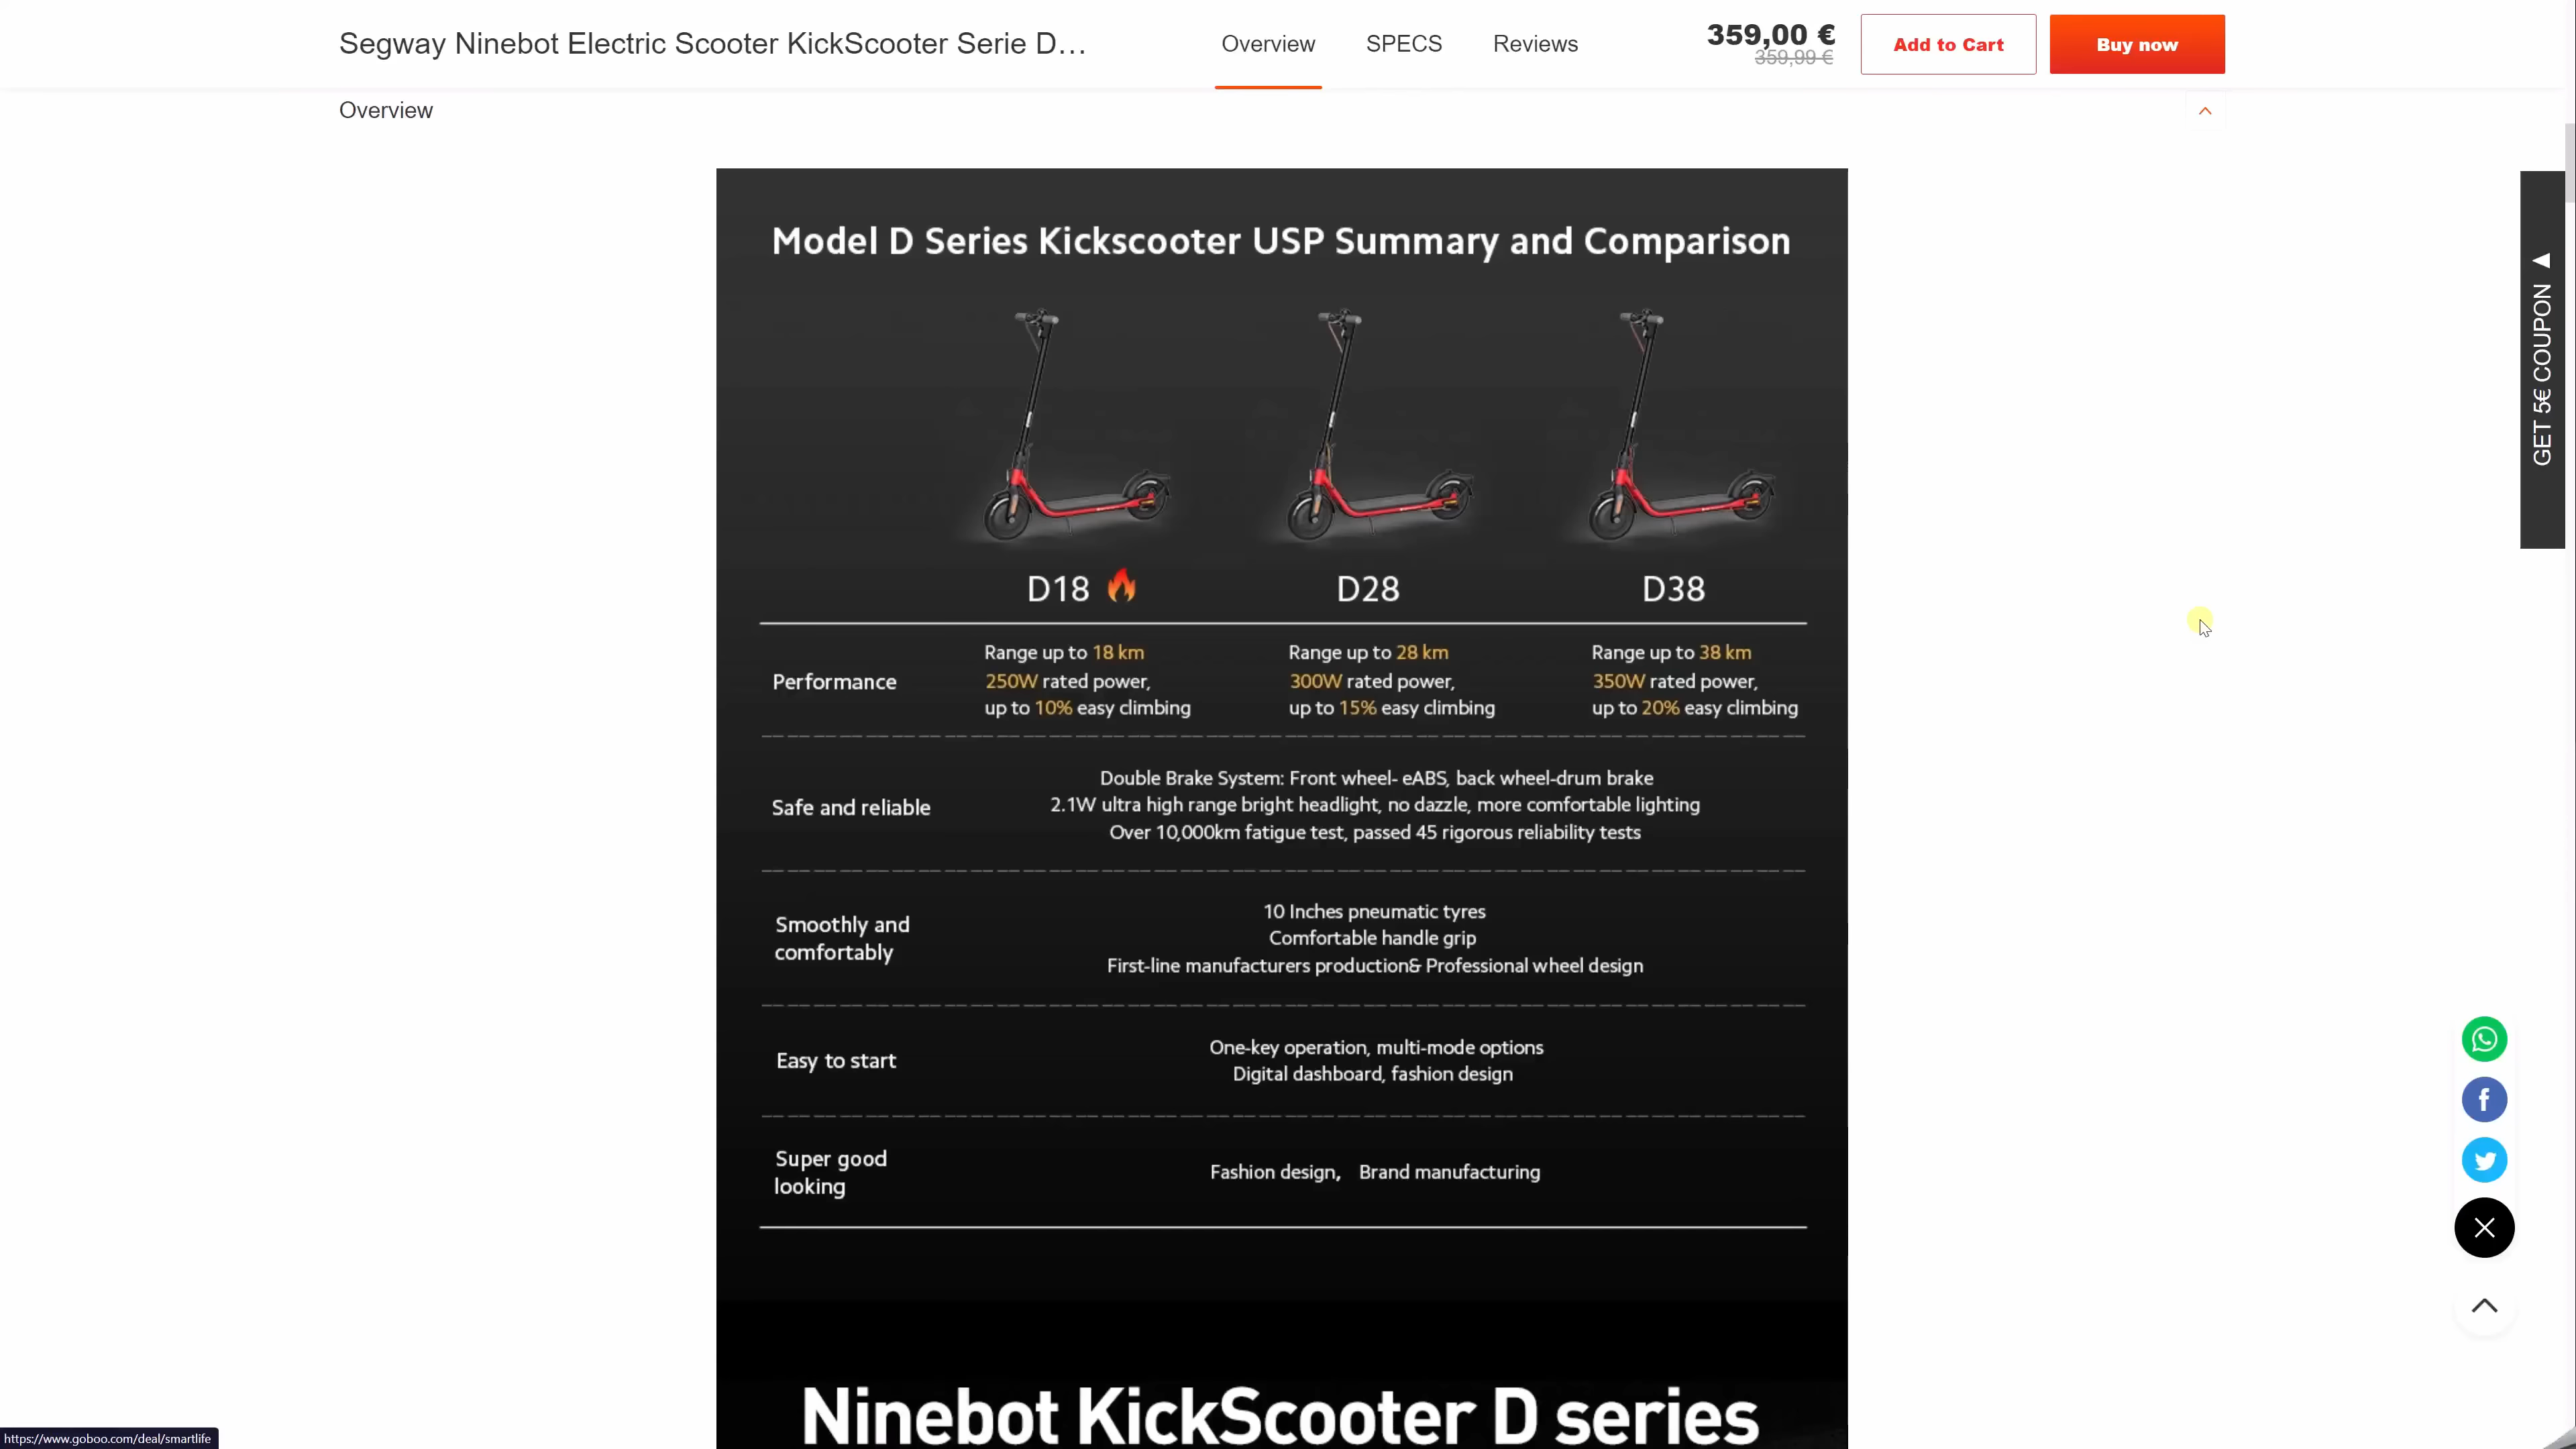 Segway Ninebot Electric Scooter KickScooter Serie D...
Overview
SPECS
Reviews
359,00 €
359,99 €
Add to Cart
Buy now
Overview
GET 5€ COUPON
Model D Series Kickscooter USP Summary and Comparison
D18
D28
D38
Performance
Range up to 18 km
250W rated power,
up to 10% easy climbing
Range up to 28 km
300W rated power,
up to 15% easy climbing
Range up to 38 km
350W rated power,
up to 20% easy climbing
Safe and reliable
Double Brake System: Front wheel- eABS, back wheel-drum brake
2.1W ultra high range bright headlight, no dazzle, more comfortable lighting
Over 10,000km fatigue test, passed 45 rigorous reliability tests
Smoothly and
comfortably
10 Inches pneumatic tyres
Comfortable handle grip
First-line manufacturers production& Professional wheel design
Easy to start
One-key operation, multi-mode options
Digital dashboard, fashion design
Super good
looking
Fashion design, Brand manufacturing
Ninebot KickScooter D series
https://www.goboo.com/deal/smartlife